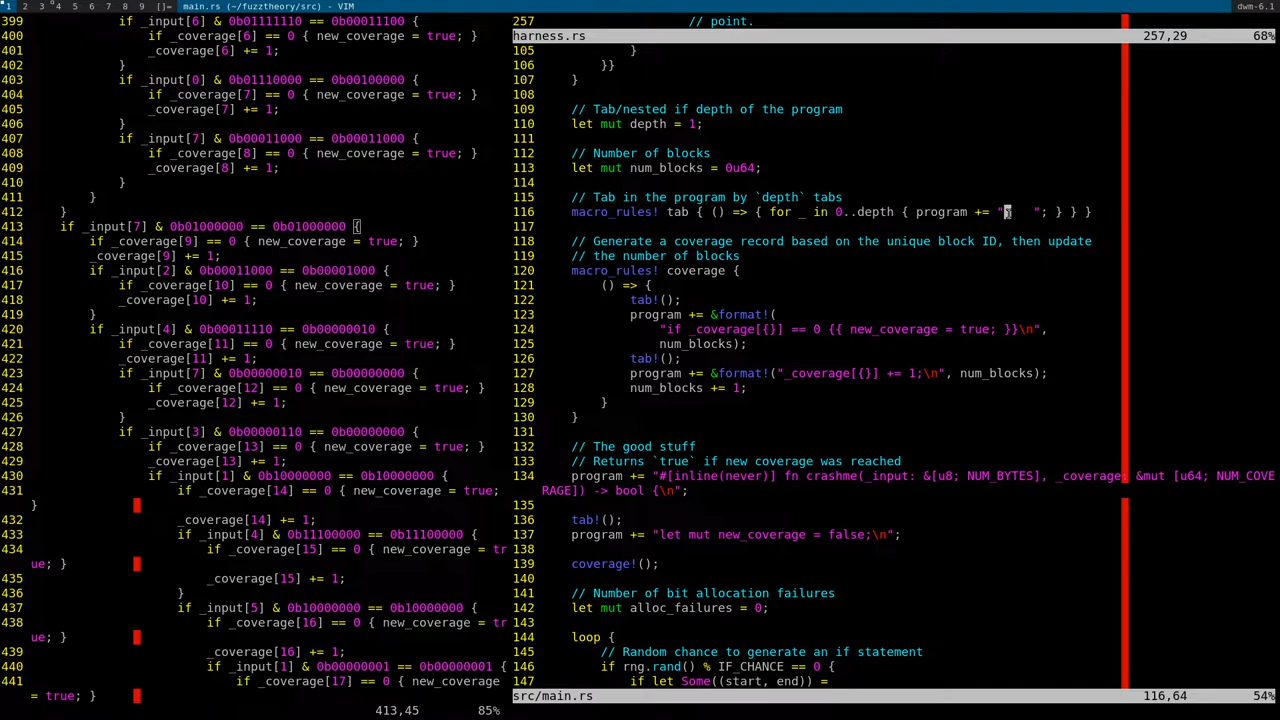 1 2 3 4 5 6 7 8 9 []= main.rs (~/fuzztheory/src) - VIM dwm-6.1
399 if _input[6] & 0b01111110 == 0b00011100 {
400 if _coverage[6] == 0 { new_coverage = true; }
401 _coverage[6] += 1;
402 }
403 if _input[0] & 0b01110000 == 0b00100000 {
404 if _coverage[7] == 0 { new_coverage = true; }
405 _coverage[7] += 1;
406 }
407 if _input[7] & 0b00011000 == 0b00011000 {
408 if _coverage[8] == 0 { new_coverage = true; }
409 _coverage[8] += 1;
410 }
411 }
412 }
413 if _input[7] & 0b01000000 == 0b01000000 {
414 if _coverage[9] == 0 { new_coverage = true; }
415 _coverage[9] += 1;
416 if _input[2] & 0b00011000 == 0b00001000 {
417 if _coverage[10] == 0 { new_coverage = true; }
418 _coverage[10] += 1;
419 }
420 if _input[4] & 0b00011110 == 0b00000010 {
421 if _coverage[11] == 0 { new_coverage = true; }
422 _coverage[11] += 1;
423 if _input[7] & 0b00000010 == 0b00000000 {
424 if _coverage[12] == 0 { new_coverage = true; }
425 _coverage[12] += 1;
426 }
427 if _input[3] & 0b00000110 == 0b00000000 {
428 if _coverage[13] == 0 { new_coverage = true; }
429 _coverage[13] += 1;
430 if _input[1] & 0b10000000 == 0b10000000 {
431 if _coverage[14] == 0 { new_coverage = true;
}
432 _coverage[14] += 1;
433 if _input[4] & 0b11100000 == 0b11100000 {
434 if _coverage[15] == 0 { new_coverage = tr
ue; }
435 _coverage[15] += 1;
436 }
437 if _input[5] & 0b10000000 == 0b10000000 {
438 if _coverage[16] == 0 { new_coverage = tr
ue; }
439 _coverage[16] += 1;
440 if _input[1] & 0b00000001 == 0b00000001 {
441 if _coverage[17] == 0 { new_coverage
= true; }
413,45 85%
257 // point.
harness.rs 257,29 68%
105 }
106 }}
107 }
108
109 // Tab/nested if depth of the program
110 let mut depth = 1;
111
112 // Number of blocks
113 let mut num_blocks = 0u64;
114
115 // Tab in the program by `depth` tabs
116 macro_rules! tab { () => { for _ in 0..depth { program += "    "; } } }
117
118 // Generate a coverage record based on the unique block ID, then update
119 // the number of blocks
120 macro_rules! coverage {
121 () => {
122 tab!();
123 program += &format!(
124 "if _coverage[{}] == 0 {{ new_coverage = true; }}\n",
125 num_blocks);
126 tab!();
127 program += &format!("_coverage[{}] += 1;\n", num_blocks);
128 num_blocks += 1;
129 }
130 }
131
132 // The good stuff
133 // Returns `true` if new coverage was reached
134 program += "#[inline(never)] fn crashme(_input: &[u8; NUM_BYTES], _coverage: &mut [u64; NUM_COVE
RAGE]) -> bool {\n";
135
136 tab!();
137 program += "let mut new_coverage = false;\n";
138
139 coverage!();
140
141 // Number of bit allocation failures
142 let mut alloc_failures = 0;
143
144 loop {
145 // Random chance to generate an if statement
146 if rng.rand() % IF_CHANCE == 0 {
147 if let Some((start, end)) =
src/main.rs 116,64 54%